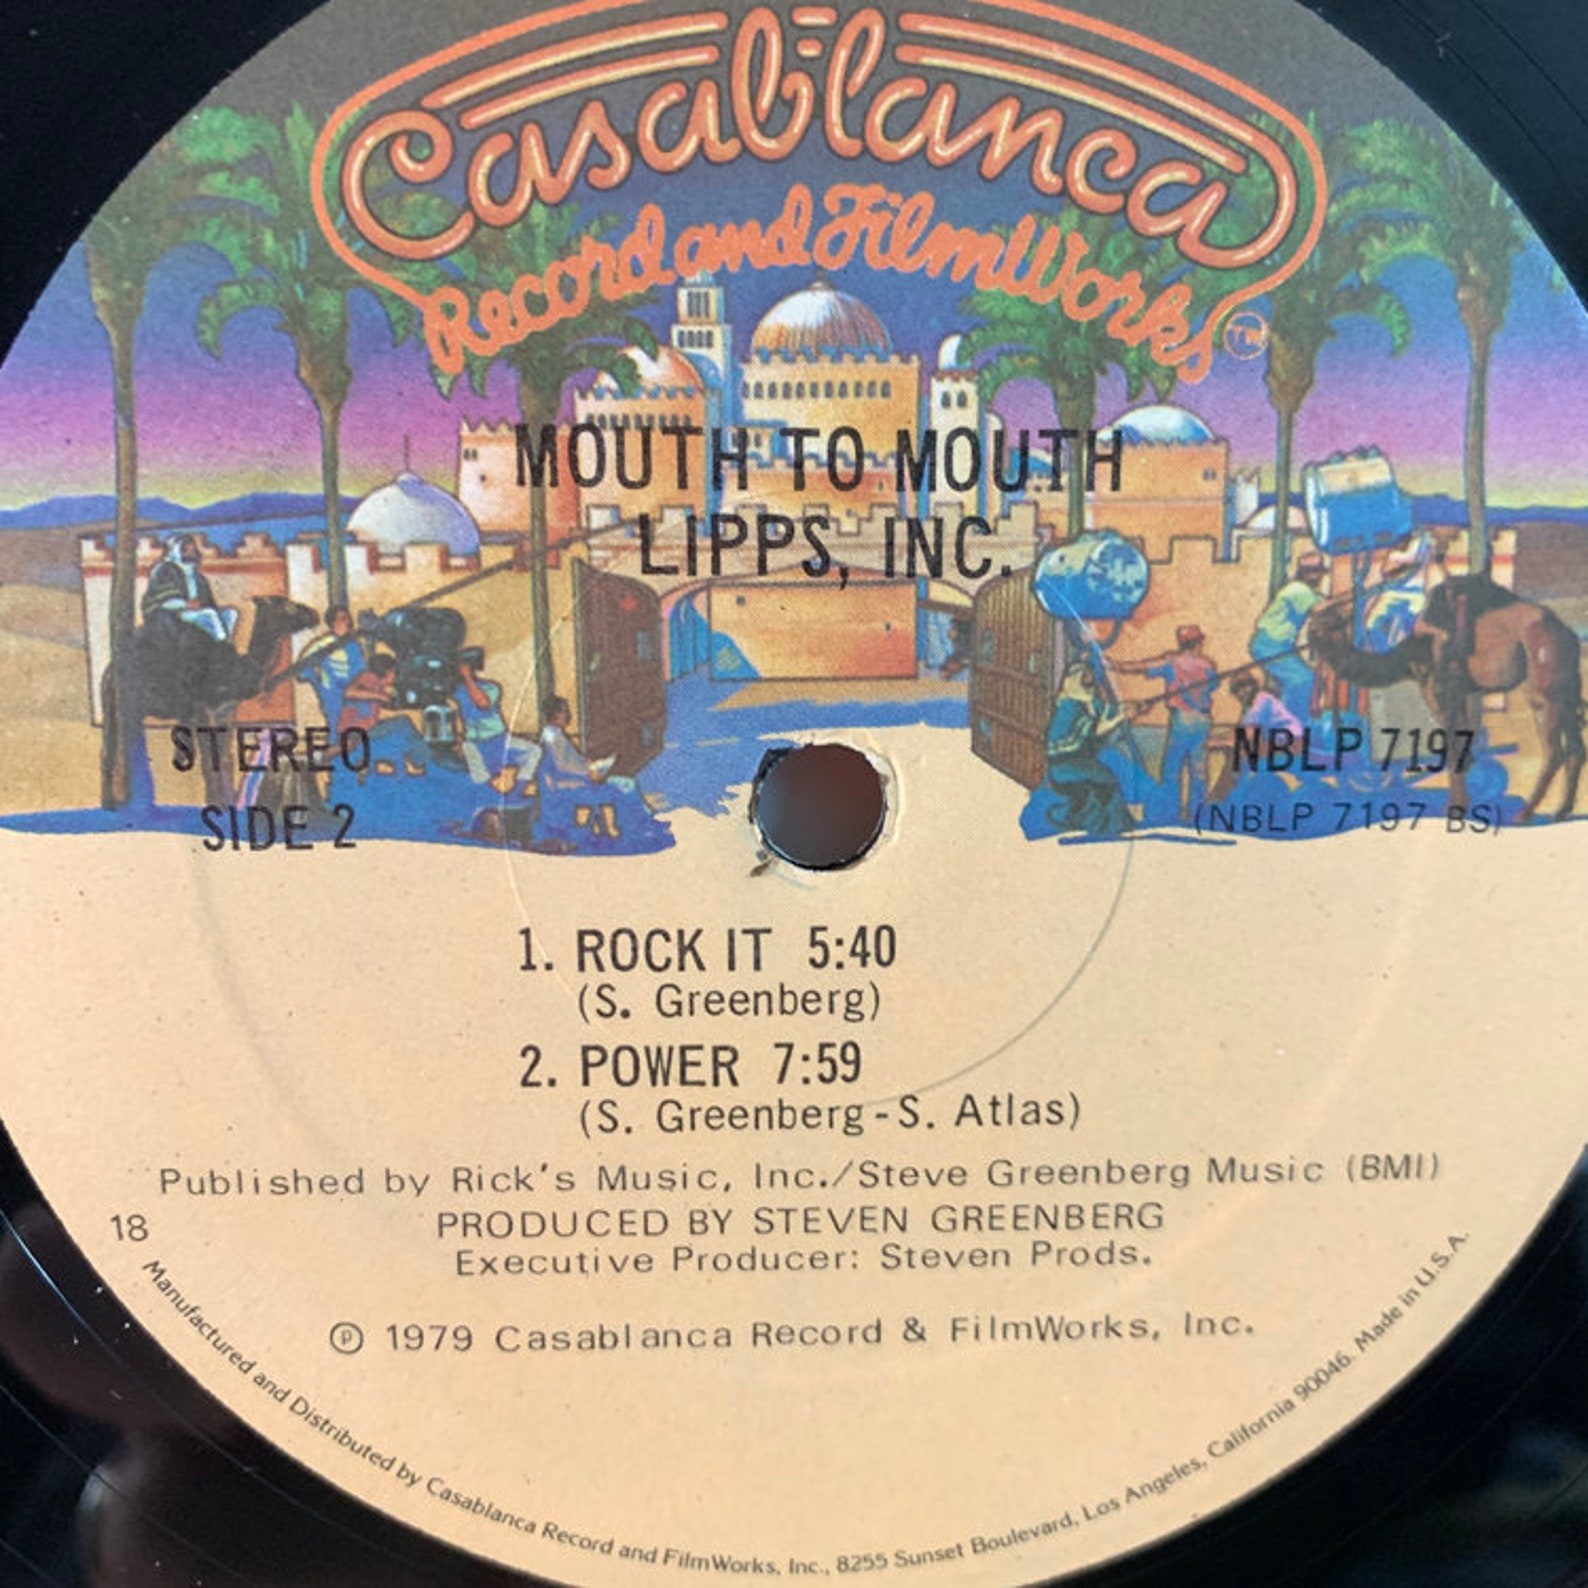 Casablanca
Record and FilmWorks TM
MOUTH TO MOUTH
LIPPS, INC.
STEREO
SIDE 2
NBLP 7197
(NBLP 7197 BS)
1. ROCK IT 5:40
(S. Greenberg)
2. POWER 7:59
(S. Greenberg-S. Atlas)
Published by Rick's Music, Inc./Steve Greenberg Music (BMI)
18
PRODUCED BY STEVEN GREENBERG
Executive Producer: Steven Prods.
℗ 1979 Casablanca Record & FilmWorks, Inc.
Manufactured and Distributed by Casablanca Record and FilmWorks, Inc., 8255 Sunset Boulevard, Los Angeles, California 90046. Made in U.S.A.